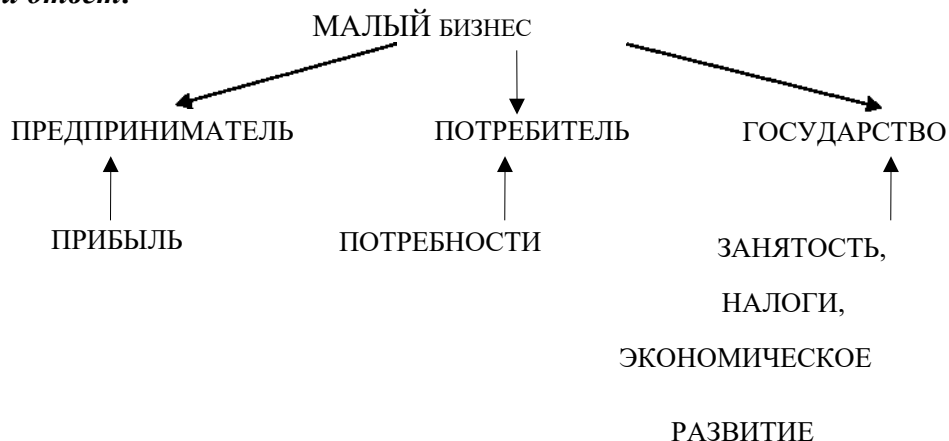 МАЛЫЙ БИЗНЕС
ПРЕДПРИНИМАТЕЛЬ ПОТРЕБИТЕЛЬ ГОСУДАРСТВО
ПРИБЫЛЬ ПОТРЕБНОСТИ ЗАНЯТОСТЬ,
НАЛОГИ,
ЭКОНОМИЧЕСКОЕ
РАЗВИТИЕ